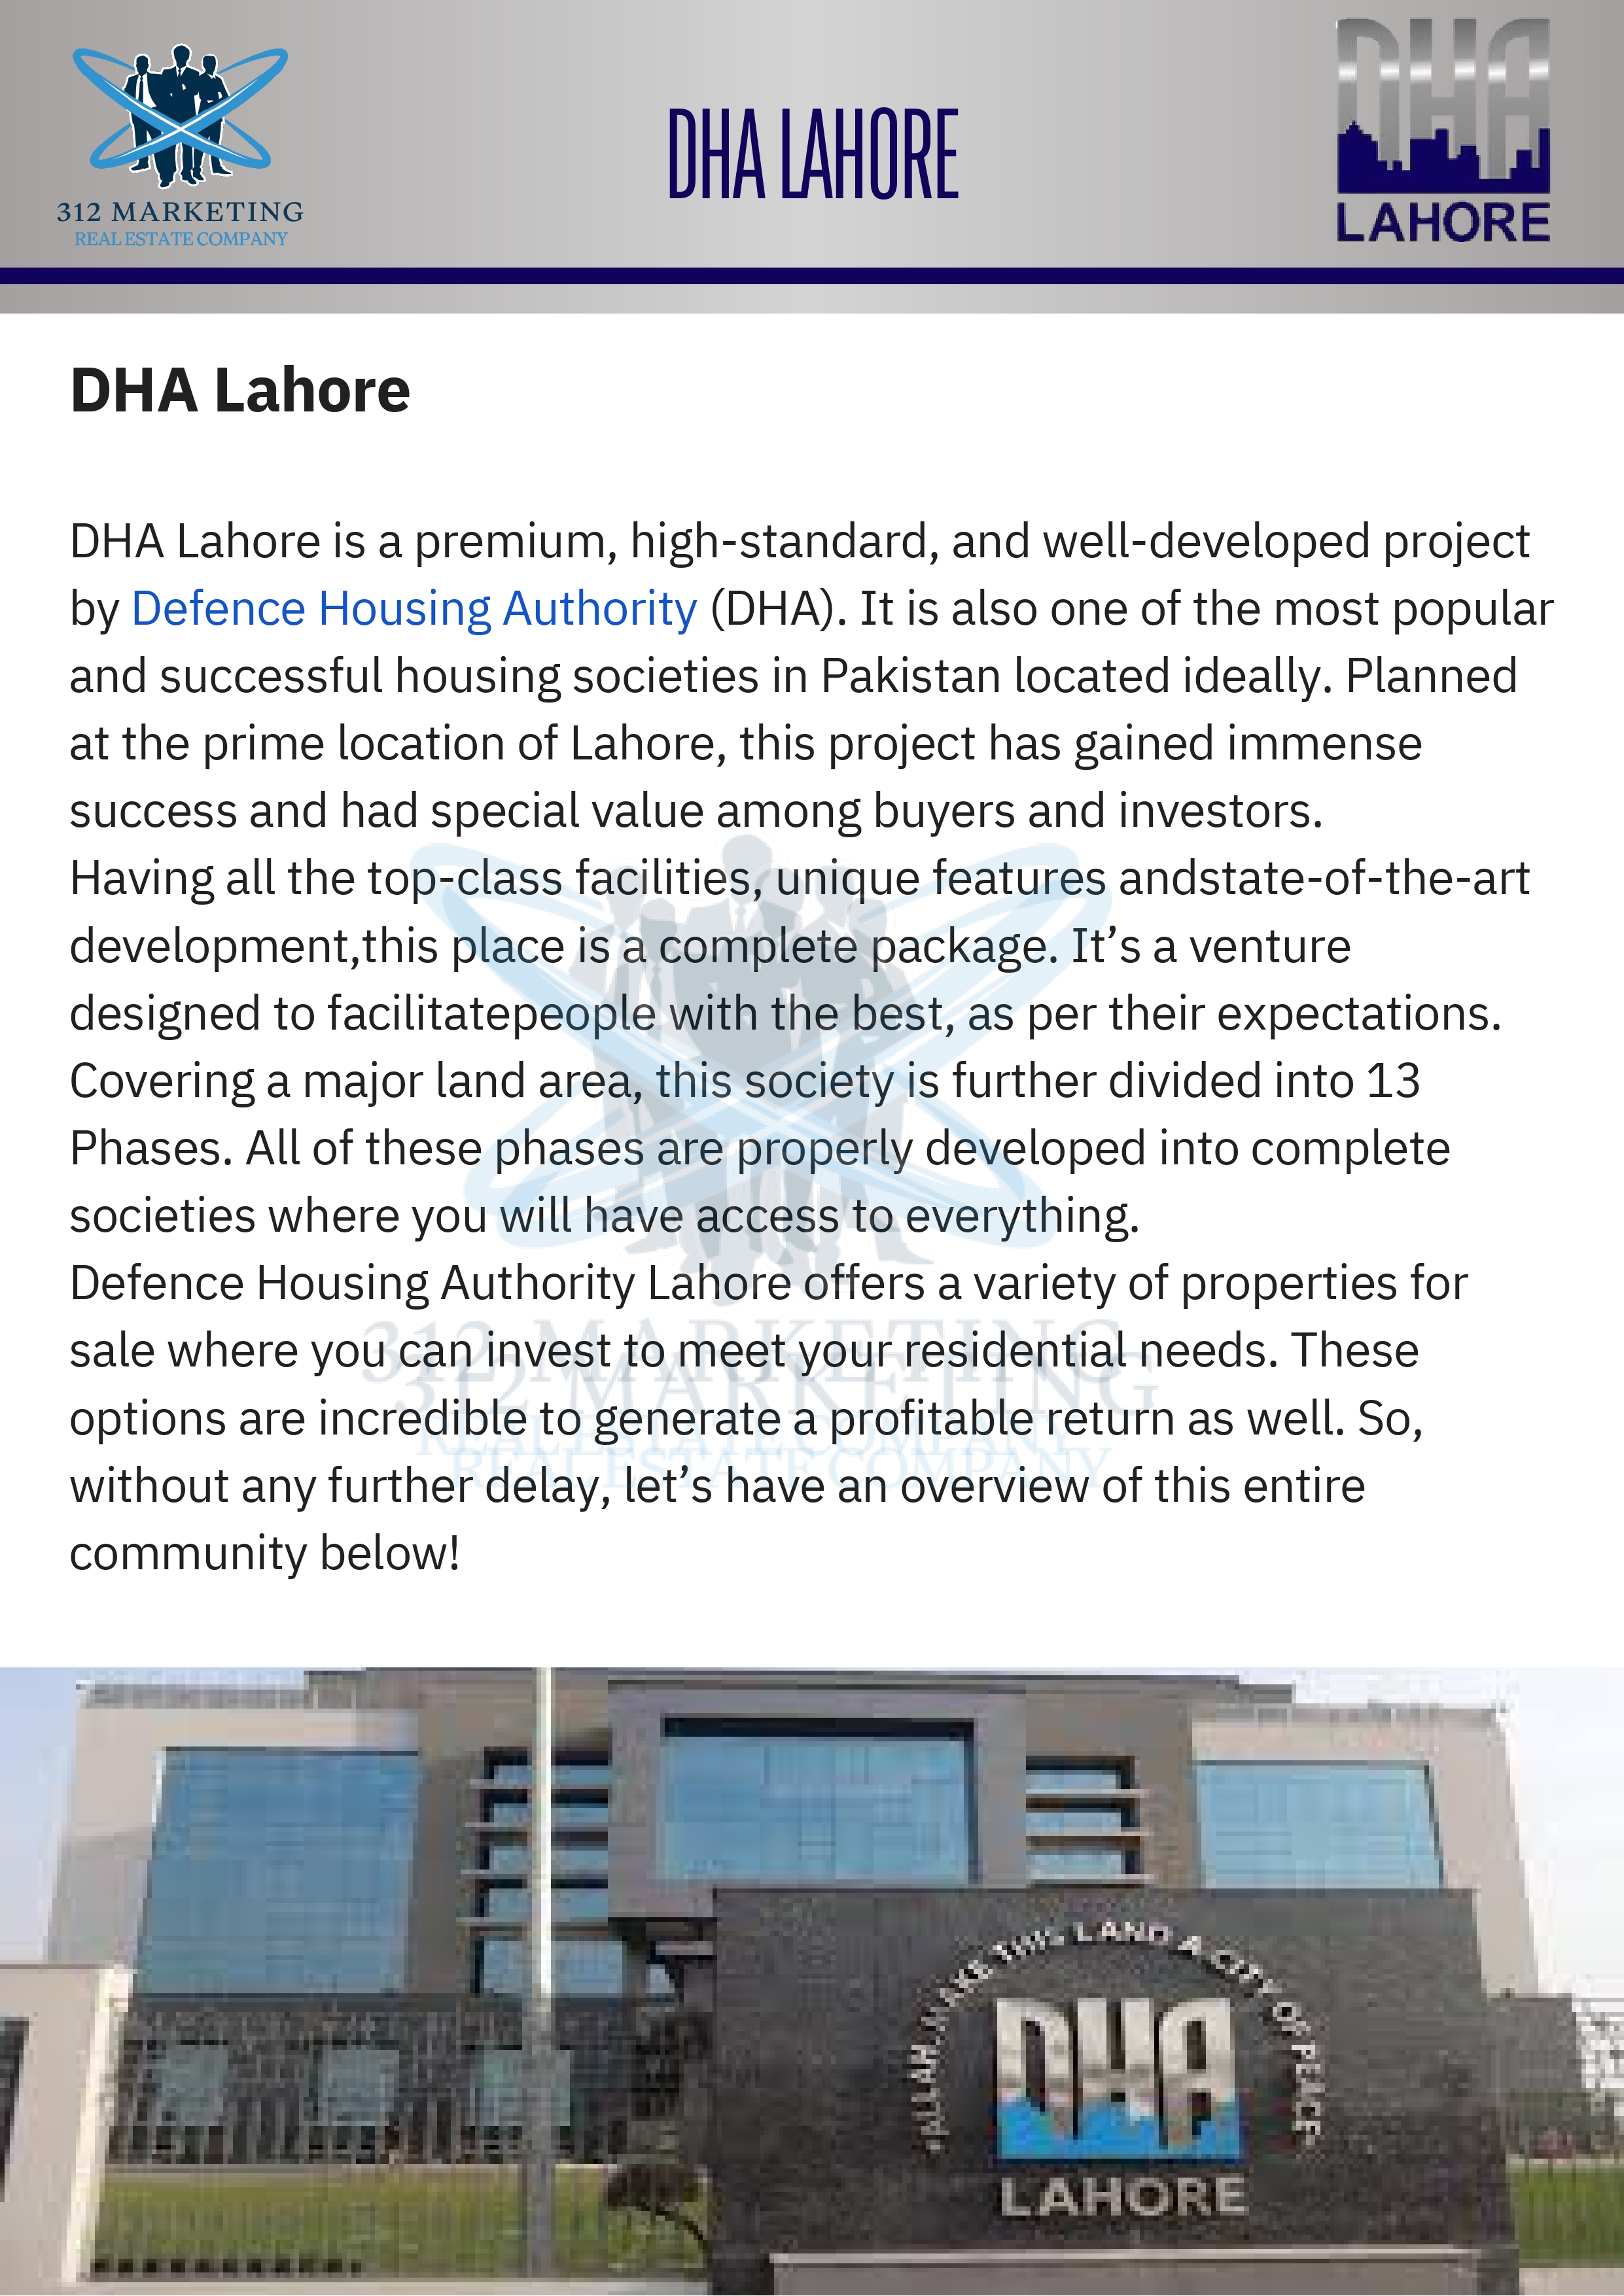 312 MARKETING
REAL ESTATE COMPANY
DHA LAHORE
DHA
LAHORE
DHA Lahore
DHA Lahore is a premium, high-standard, and well-developed project
by Defence Housing Authority (DHA). It is also one of the most popular
and successful housing societies in Pakistan located ideally. Planned
at the prime location of Lahore, this project has gained immense
success and had special value among buyers and investors.
Having all the top-class facilities, unique features andstate-of-the-art
development,this place is a complete package. It’s a venture
designed to facilitatepeople with the best, as per their expectations.
Covering a major land area, this society is further divided into 13
Phases. All of these phases are properly developed into complete
societies where you will have access to everything.
Defence Housing Authority Lahore offers a variety of properties for
sale where you can invest to meet your residential needs. These
options are incredible to generate a profitable return as well. So,
without any further delay, let’s have an overview of this entire
community below!
312 MARKETING
312 MARKETING
REAL ESTATE COMPANY
REAL ESTATE COMPANY
ALLAH MAKE THIS LAND A CITY OF PEACE
DHA
LAHORE